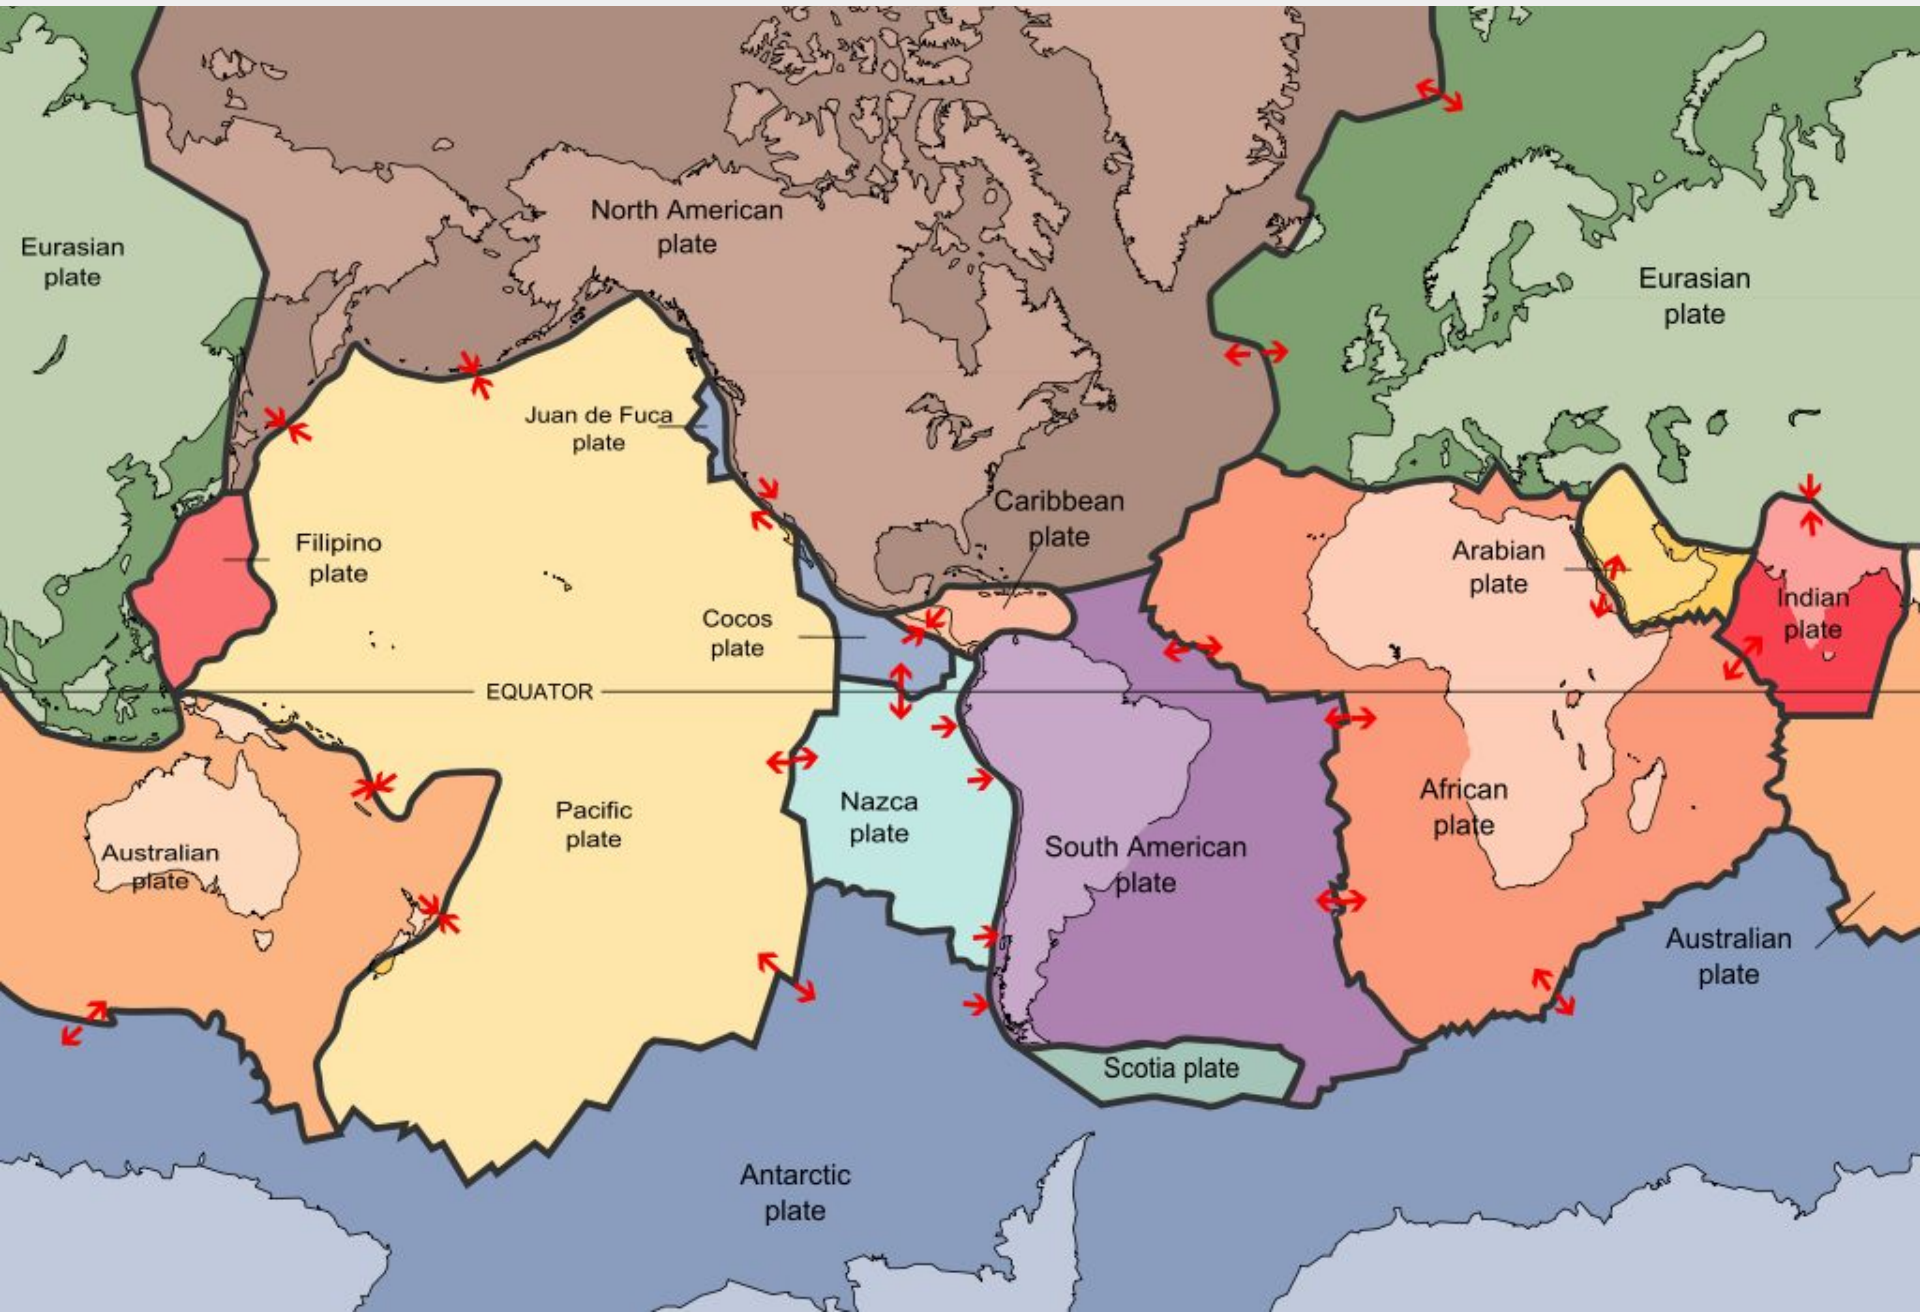 North American
plate
Eurasian
plate
Eurasian
plate
Juan de Fuca
plate
Caribbean
plate
Filipino
plate
Arabian
plate
Indian
plate
Cocos
plate
EQUATOR
Pacific
plate
Nazca
plate
African
plate
Australian
plate
South American
plate
Australian
plate
Scotia plate
Antarctic
plate